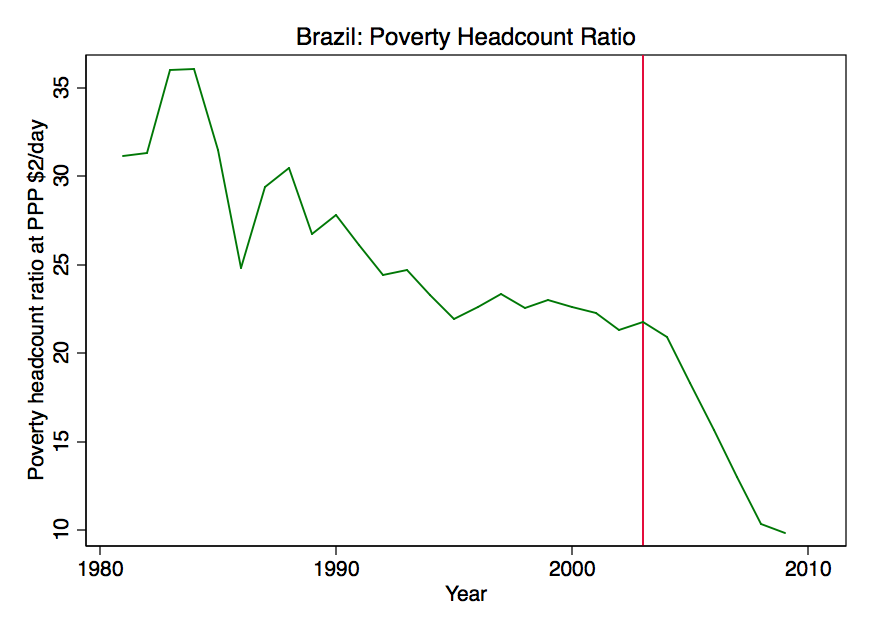 Brazil: Poverty Headcount Ratio
Poverty headcount ratio at PPP $2/day
35
30
25
20
15
10
1980 1990 2000 2010
Year